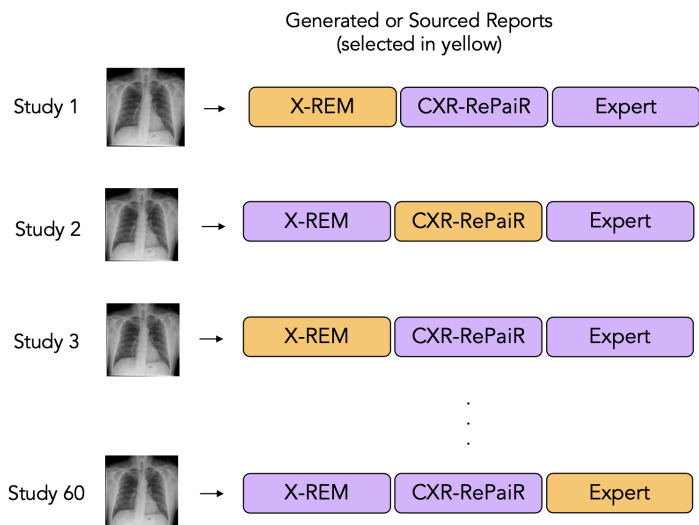 Generated or Sourced Reports
(selected in yellow)
Study 1 X-REM CXR-RePaiR Expert
Study 2 X-REM CXR-RePaiR Expert
Study 3 X-REM CXR-RePaiR Expert
.
.
.
Study 60 X-REM CXR-RePaiR Expert